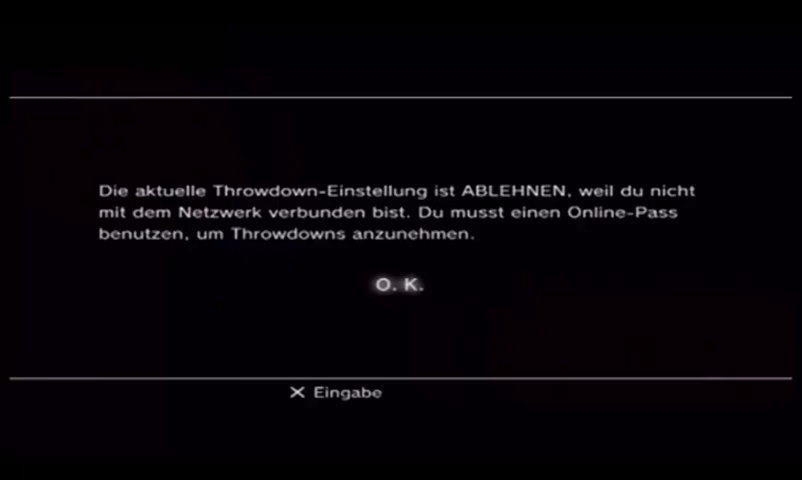 Die aktuelle Throwdown-Einstellung ist ABLEHNEN, weil du nicht
mit dem Netzwerk verbunden bist. Du musst einen Online-Pass
benutzen, um Throwdowns anzunehmen.
O. K.
X Eingabe